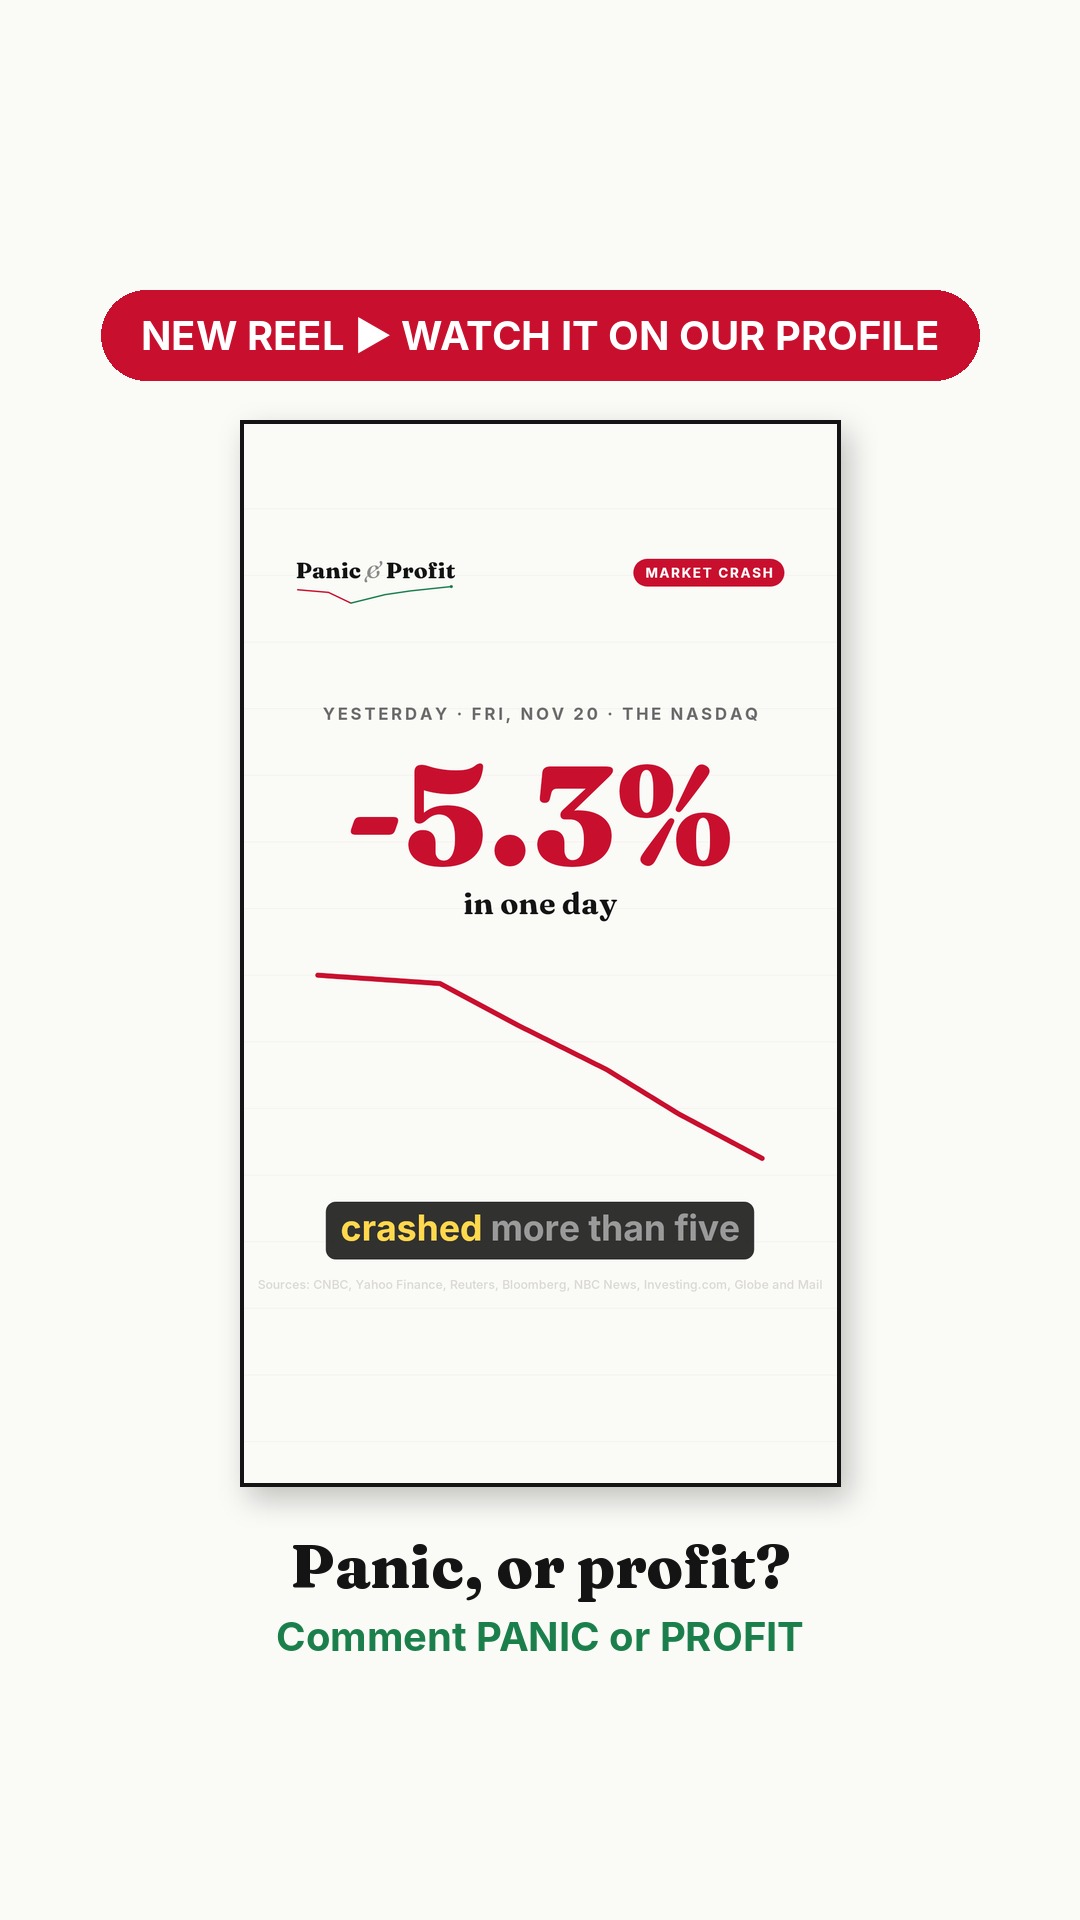 NEW REEL ▶ WATCH IT ON OUR PROFILE
Panic & Profit
MARKET CRASH
YESTERDAY · FRI, NOV 20 · THE NASDAQ
-5.3%
in one day
crashed more than five
Sources: CNBC, Yahoo Finance, Reuters, Bloomberg, NBC News, Investing.com, Globe and Mail
Panic, or profit?
Comment PANIC or PROFIT